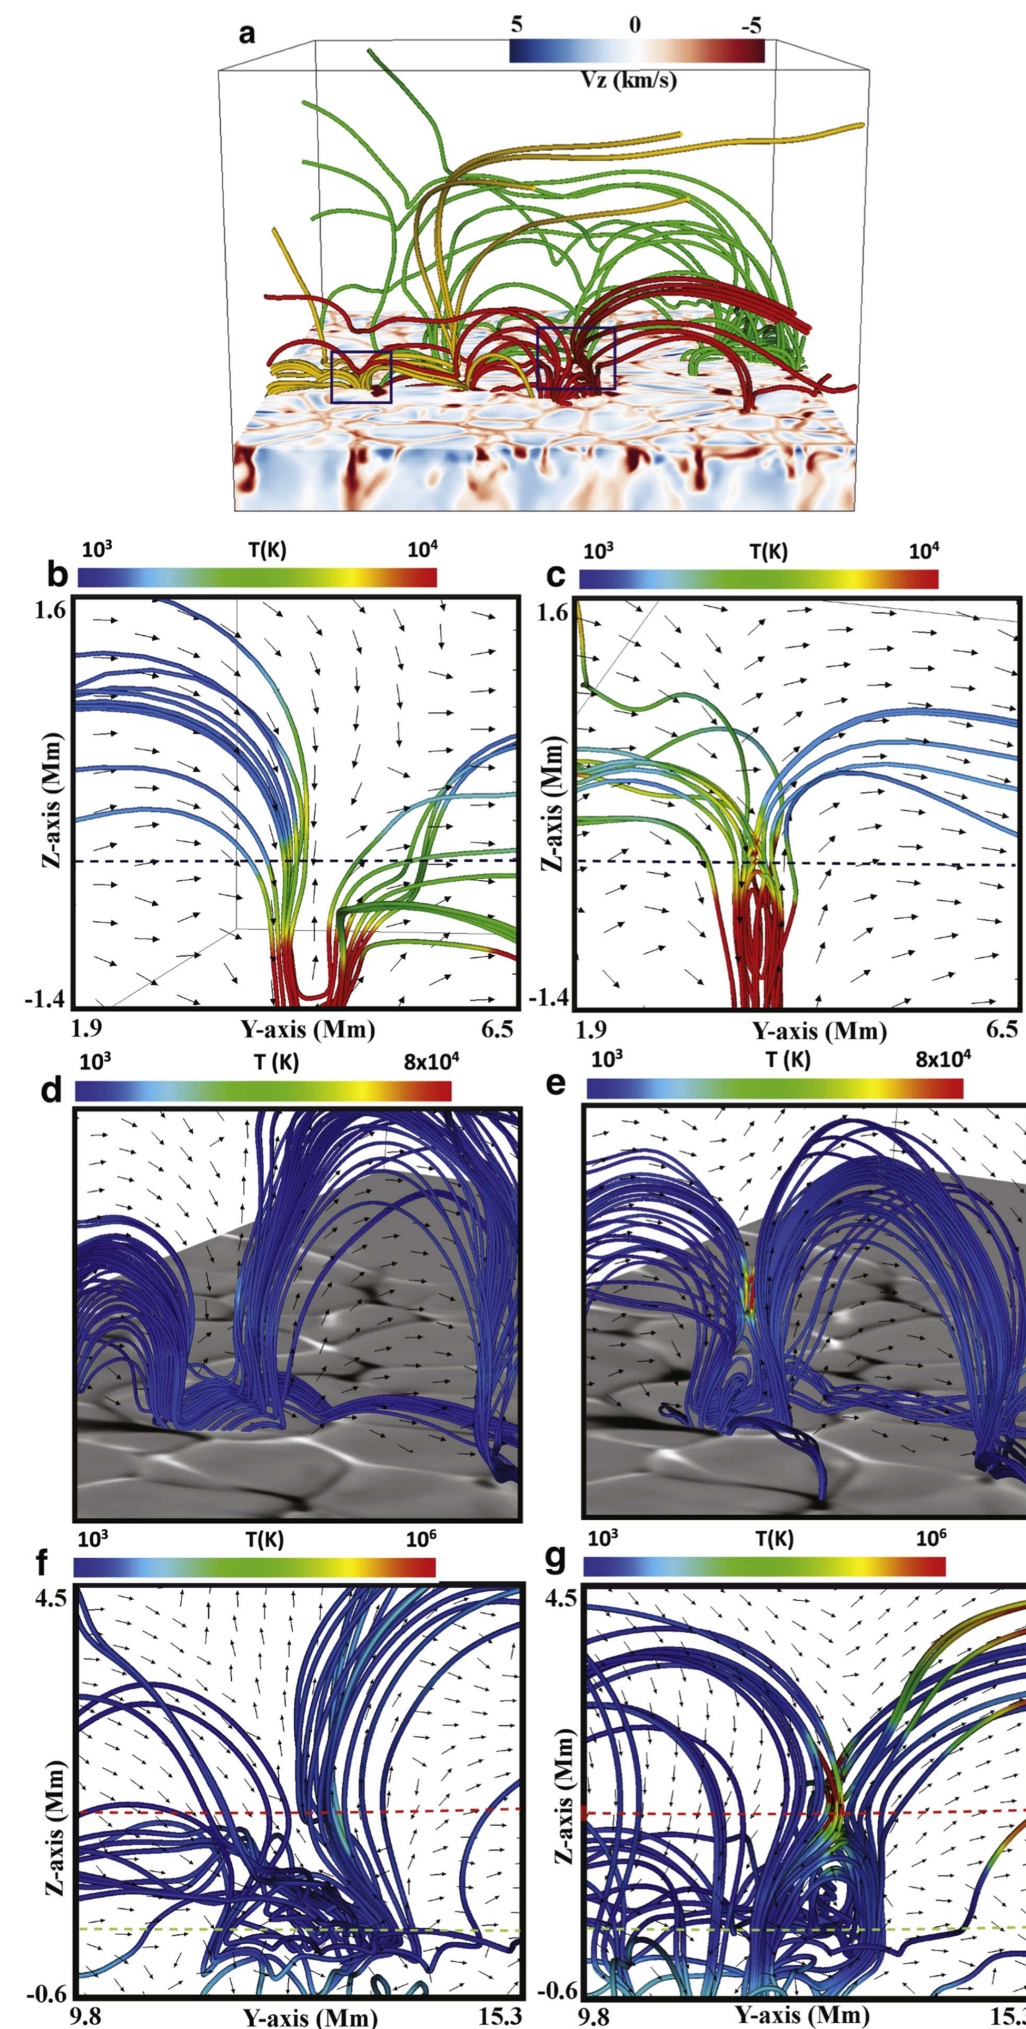 a
5 0 -5
Vz (km/s)
10³ T(K) 10⁴
b
1.6
Z-axis (Mm)
-1.4
1.9 Y-axis (Mm) 6.5
10³ T(K) 10⁴
c
1.6
Z-axis (Mm)
-1.4
1.9 Y-axis (Mm) 6.5
10³ T (K) 8x10⁴
d
10³ T (K) 8x10⁴
e
10³ T(K) 10⁶
f
4.5
Z-axis (Mm)
-0.6
9.8 Y-axis (Mm) 15.3
10³ T(K) 10⁶
g
4.5
Z-axis (Mm)
-0.6
9.8 Y-axis (Mm)